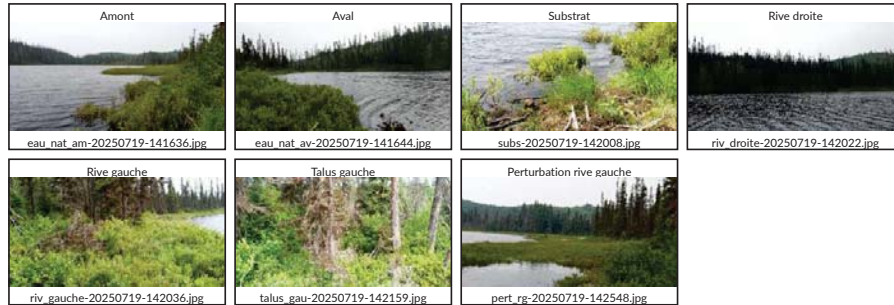 Amont
Aval
Substrat
Rive droite
eau_nat_am-20250719-141636.jpg
eau_nat_av-20250719-141644.jpg
subs-20250719-142008.jpg
riv_droite-20250719-142022.jpg
Rive gauche
Talus gauche
Perturbation rive gauche
riv_gauche-20250719-142036.jpg
talus_gau-20250719-142159.jpg
pert_rg-20250719-142548.jpg